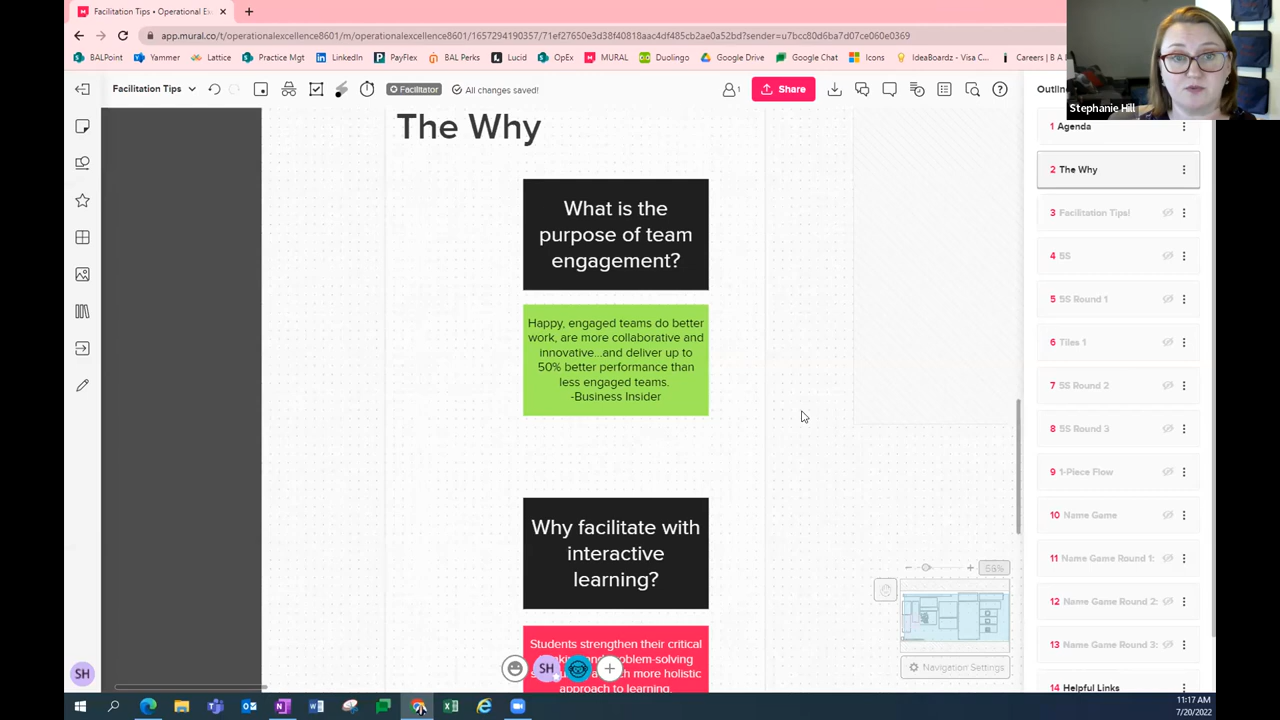 Facilitation Tips • Operational Ex
app.mural.co/t/operationalexcellence8601/m/operationalexcellence8601/1657294190357/71ef27650e3d38f40818aac4df485cb2ae0a52bd?sender=u7bcc80d6ba7d07ce060e0369
BALPoint Yammer Lattice Practice Mgt LinkedIn PayFlex BAL Perks Lucid OpEx MURAL Duolingo Google Drive Google Chat Icons IdeaBoardz - Visa C... Careers | B A
Stephanie Hill
Facilitation Tips
Facilitator
All changes saved!
1
Share
Outlin
The Why
What is the
purpose of team
engagement?
Happy, engaged teams do better
work, are more collaborative and
innovative...and deliver up to
50% better performance than
less engaged teams.
-Business Insider
Why facilitate with
interactive
learning?
Students strengthen their critical
approach to learning.
1 Agenda
2 The Why
3 Facilitation Tips!
4 5S
5 5S Round 1
6 Tiles 1
7 5S Round 2
8 5S Round 3
9 1-Piece Flow
10 Name Game
11 Name Game Round 1:
12 Name Game Round 2:
13 Name Game Round 3:
14 Helpful Links
56%
Navigation Settings
SH
SH
11:17 AM
7/20/2022